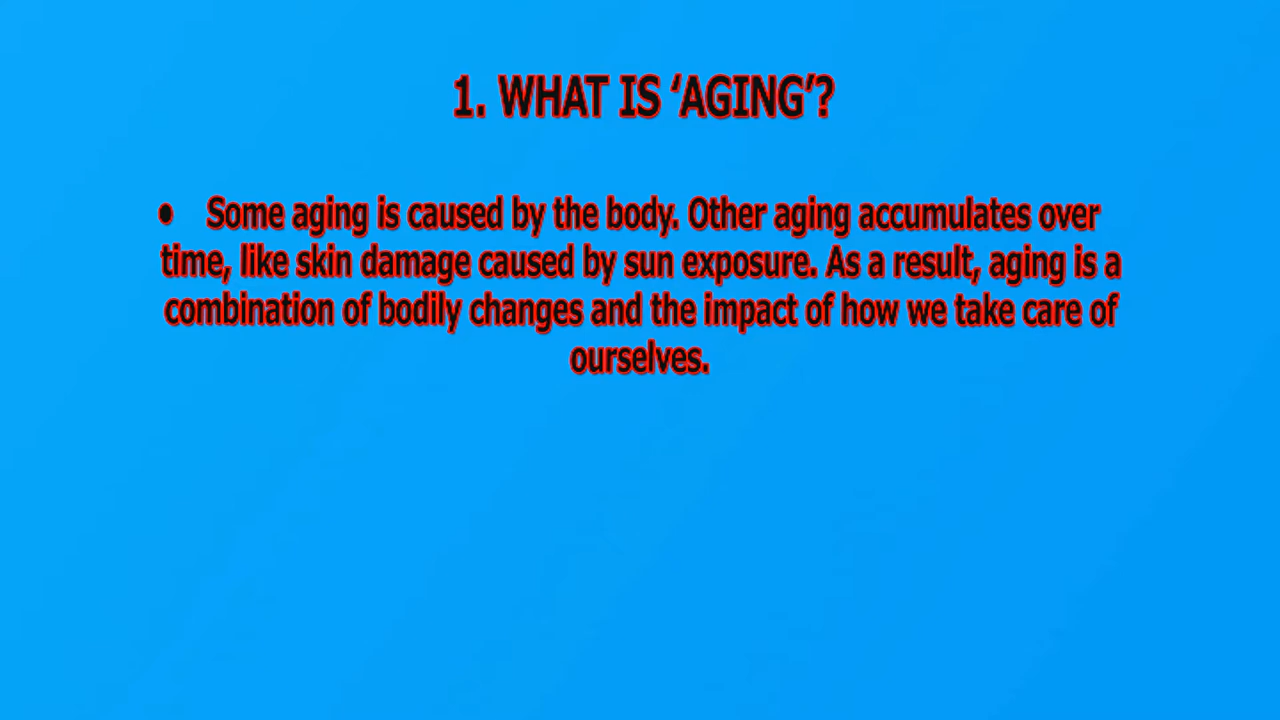 1. WHAT IS ‘AGING’?
• Some aging is caused by the body. Other aging accumulates over
time, like skin damage caused by sun exposure. As a result, aging is a
combination of bodily changes and the impact of how we take care of
ourselves.